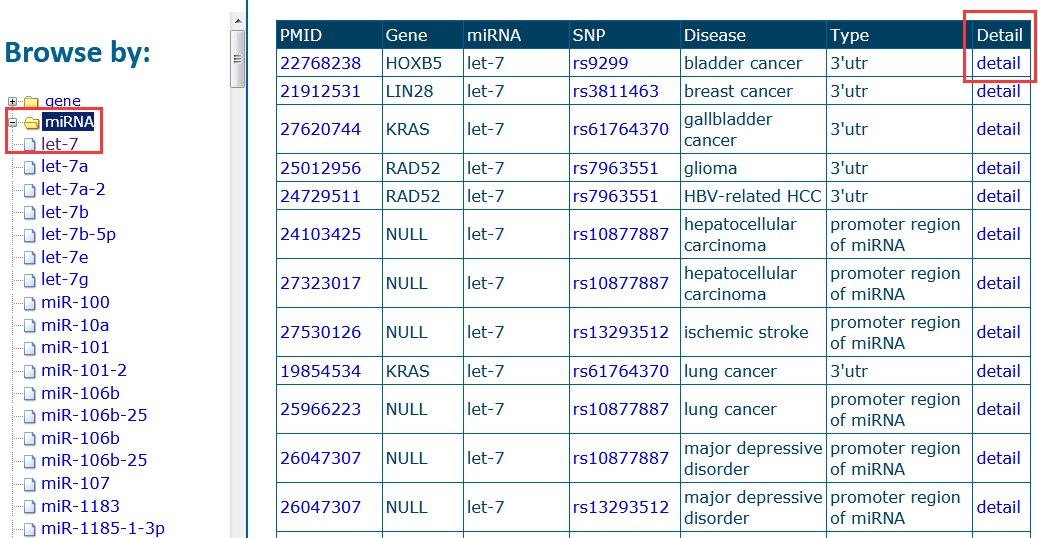 Browse by:
gene
miRNA
let-7
let-7a
let-7a-2
let-7b
let-7b-5p
let-7e
let-7g
miR-100
miR-10a
miR-101
miR-101-2
miR-106b
miR-106b-25
miR-106b
miR-106b-25
miR-107
miR-1183
miR-1185-1-3p
PMID Gene miRNA SNP Disease Type Detail
22768238 HOXB5 let-7 rs9299 bladder cancer 3'utr detail
21912531 LIN28 let-7 rs3811463 breast cancer 3'utr detail
27620744 KRAS let-7 rs61764370 gallbladder 3'utr detail
cancer
25012956 RAD52 let-7 rs7963551 glioma 3'utr detail
24729511 RAD52 let-7 rs7963551 HBV-related HCC 3'utr detail
24103425 NULL let-7 rs10877887 hepatocellular promoter region detail
carcinoma of miRNA
27323017 NULL let-7 rs10877887 hepatocellular promoter region detail
carcinoma of miRNA
27530126 NULL let-7 rs13293512 ischemic stroke promoter region detail
of miRNA
19854534 KRAS let-7 rs61764370 lung cancer 3'utr detail
25966223 NULL let-7 rs10877887 lung cancer promoter region detail
of miRNA
26047307 NULL let-7 rs10877887 major depressive promoter region detail
disorder of miRNA
26047307 NULL let-7 rs13293512 major depressive promoter region detail
disorder of miRNA